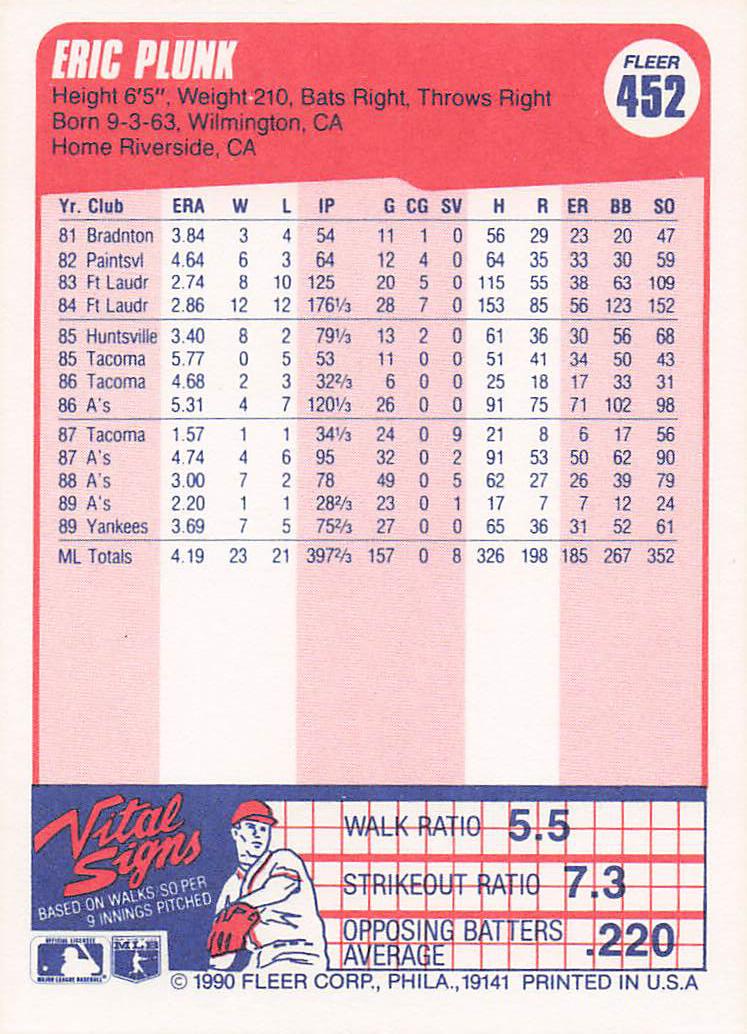 ERIC PLUNK
FLEER
452
Height 6'5", Weight 210, Bats Right, Throws Right
Born 9-3-63, Wilmington, CA
Home Riverside, CA
Yr. Club ERA W L IP G CG SV H R ER BB SO
81 Bradnton 3.84 3 4 54 11 1 0 56 29 23 20 47
82 Paintsvl 4.64 6 3 64 12 4 0 64 35 33 30 59
83 Ft Laudr 2.74 8 10 125 20 5 0 115 55 38 63 109
84 Ft Laudr 2.86 12 12 176⅓ 28 7 0 153 85 56 123 152
85 Huntsville 3.40 8 2 79⅓ 13 2 0 61 36 30 56 68
85 Tacoma 5.77 0 5 53 11 0 0 51 41 34 50 43
86 Tacoma 4.68 2 3 32⅔ 6 0 0 25 18 17 33 31
86 A's 5.31 4 7 120⅓ 26 0 0 91 75 71 102 98
87 Tacoma 1.57 1 1 34⅓ 24 0 9 21 8 6 17 56
87 A's 4.74 4 6 95 32 0 2 91 53 50 62 90
88 A's 3.00 7 2 78 49 0 5 62 27 26 39 79
89 A's 2.20 1 1 28⅔ 23 0 1 17 7 7 12 24
89 Yankees 3.69 7 5 75⅔ 27 0 0 65 36 31 52 61
ML Totals 4.19 23 21 397⅔ 157 0 8 326 198 185 267 352
Vital
Signs
BASED ON WALKS/SO PER
9 INNINGS PITCHED
WALK RATIO 5.5
STRIKEOUT RATIO 7.3
OPPOSING BATTERS
AVERAGE .220
OFFICIAL LICENSEE
MAJOR LEAGUE BASEBALL
MLB
© 1990 FLEER CORP., PHILA., 19141 PRINTED IN U.S.A